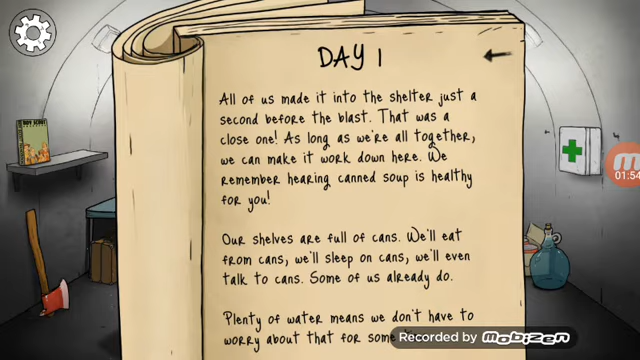 DAY 1
All of us made it into the shelter just a
second before the blast. That was a
close one! As long as we're all together,
we can make it work down here. We
remember hearing canned soup is healthy
for you!
Our shelves are full of cans. We'll eat
from cans, we'll sleep on cans, we'll even
talk to cans. Some of us already do.
Plenty of water means we don't have to
worry about that for some
Recorded by Mobizen
01:54